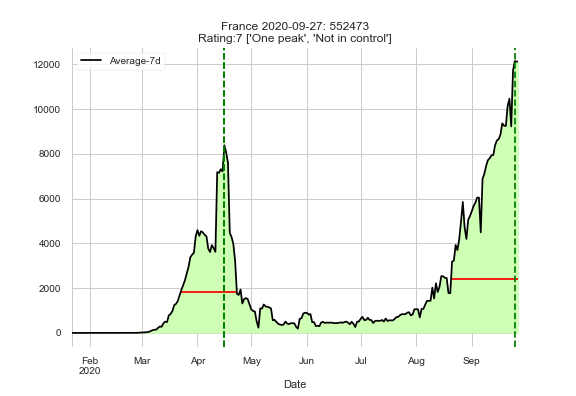 France 2020-09-27: 552473
Rating:7 ['One peak', 'Not in control']
Average-7d
12000
10000
8000
6000
4000
2000
0
Feb Mar Apr May Jun Jul Aug Sep
2020
Date